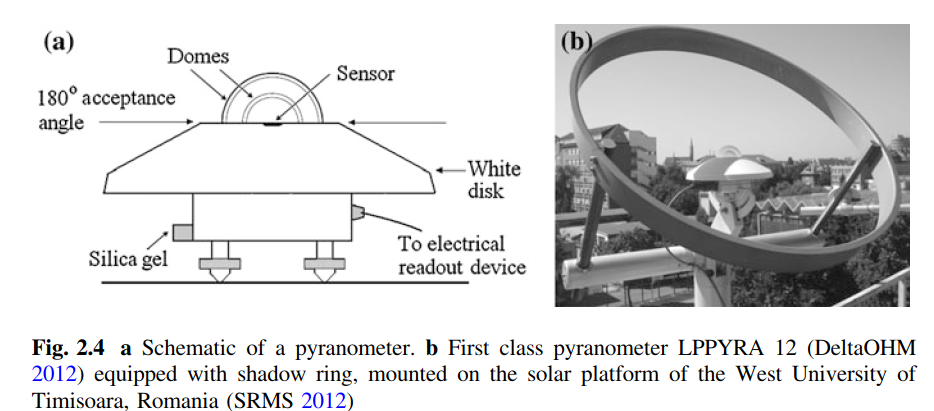 (a)
Domes
Sensor
180° acceptance
angle
White
disk
Silica gel
To electrical
readout device
(b)
Fig. 2.4 a Schematic of a pyranometer. b First class pyranometer LPPYRA 12 (DeltaOHM
2012) equipped with shadow ring, mounted on the solar platform of the West University of
Timisoara, Romania (SRMS 2012)